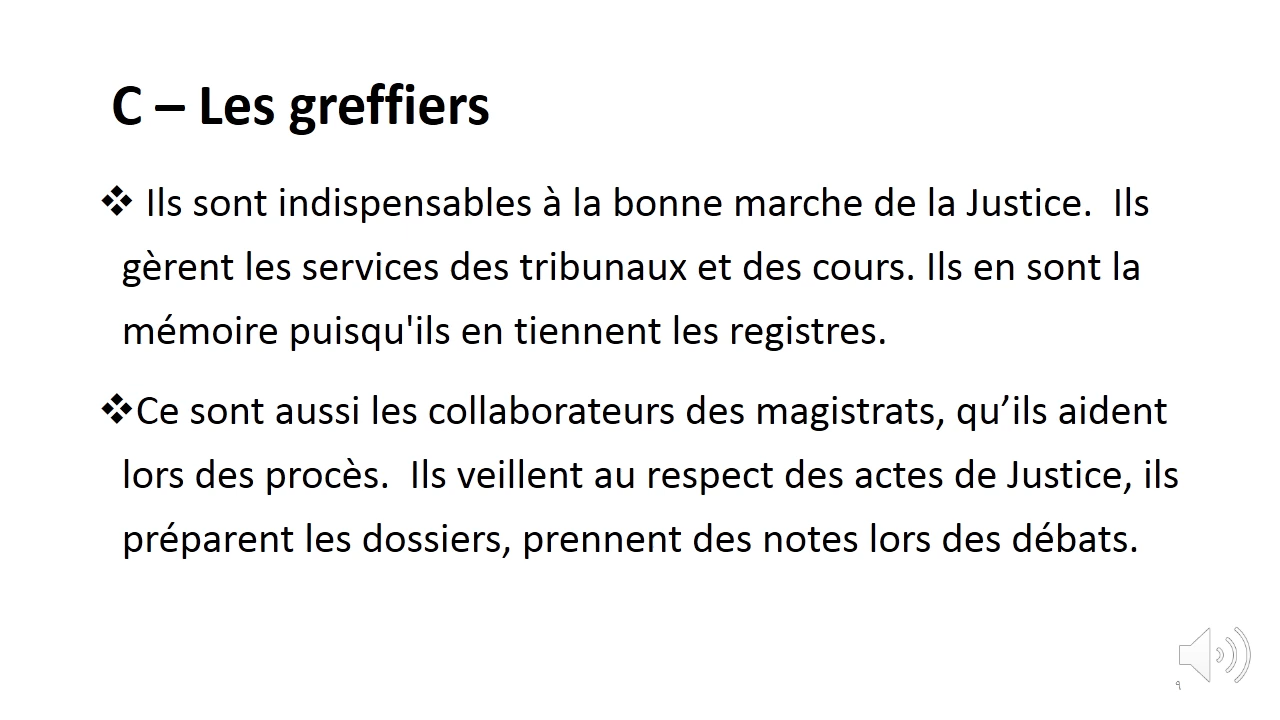 C – Les greffiers
❖ Ils sont indispensables à la bonne marche de la Justice.  Ils
gèrent les services des tribunaux et des cours. Ils en sont la
mémoire puisqu'ils en tiennent les registres.
❖Ce sont aussi les collaborateurs des magistrats, qu’ils aident
lors des procès.  Ils veillent au respect des actes de Justice, ils
préparent les dossiers, prennent des notes lors des débats.
٩